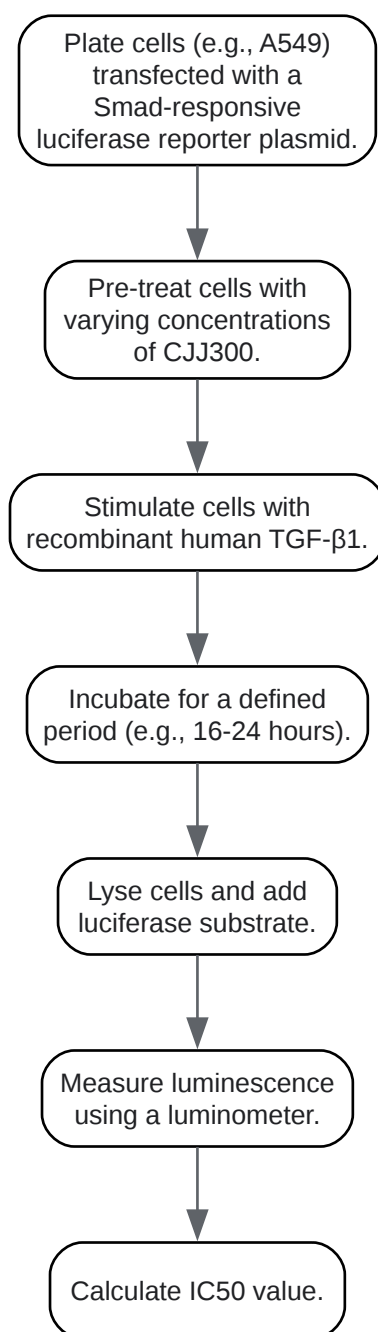 Plate cells (e.g., A549)
transfected with a
Smad-responsive
luciferase reporter plasmid.
Pre-treat cells with
varying concentrations
of CJJ300.
Stimulate cells with
recombinant human TGF-β1.
Incubate for a defined
period (e.g., 16-24 hours).
Lyse cells and add
luciferase substrate.
Measure luminescence
using a luminometer.
Calculate IC50 value.